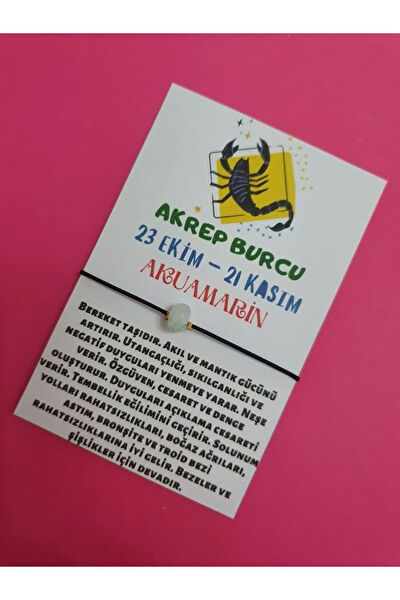 AKREP BURCU
23 EKİM – 21 KASIM
AKUAMARİN
BEREKET TAŞIDIR. AKIL VE MANTIK GÜCÜNÜ
ARTIRIR. UTANGAÇLIĞI, SIKILGANLIĞI VE
NEGATİF DUYGULARI YENMEYE YARAR. NEŞE
VERİR. ÖZGÜVEN, CESARET VE DENGE
OLUŞTURUR. DUYGULARI AÇIKLAMA CESARETİ
VERİR. TEMBELLİK EĞİLİMİNİ GEÇİRİR. SOLUNUM
YOLLARI RAHATSIZLIKLARI, BOĞAZ AĞRILARI,
ASTIM, BRONŞİTE VE TROİD BEZİ
RAHATSIZLIKLARINA İYİ GELİR. BEZELER VE
ŞİŞLİKLER İÇİN DEVADIR.